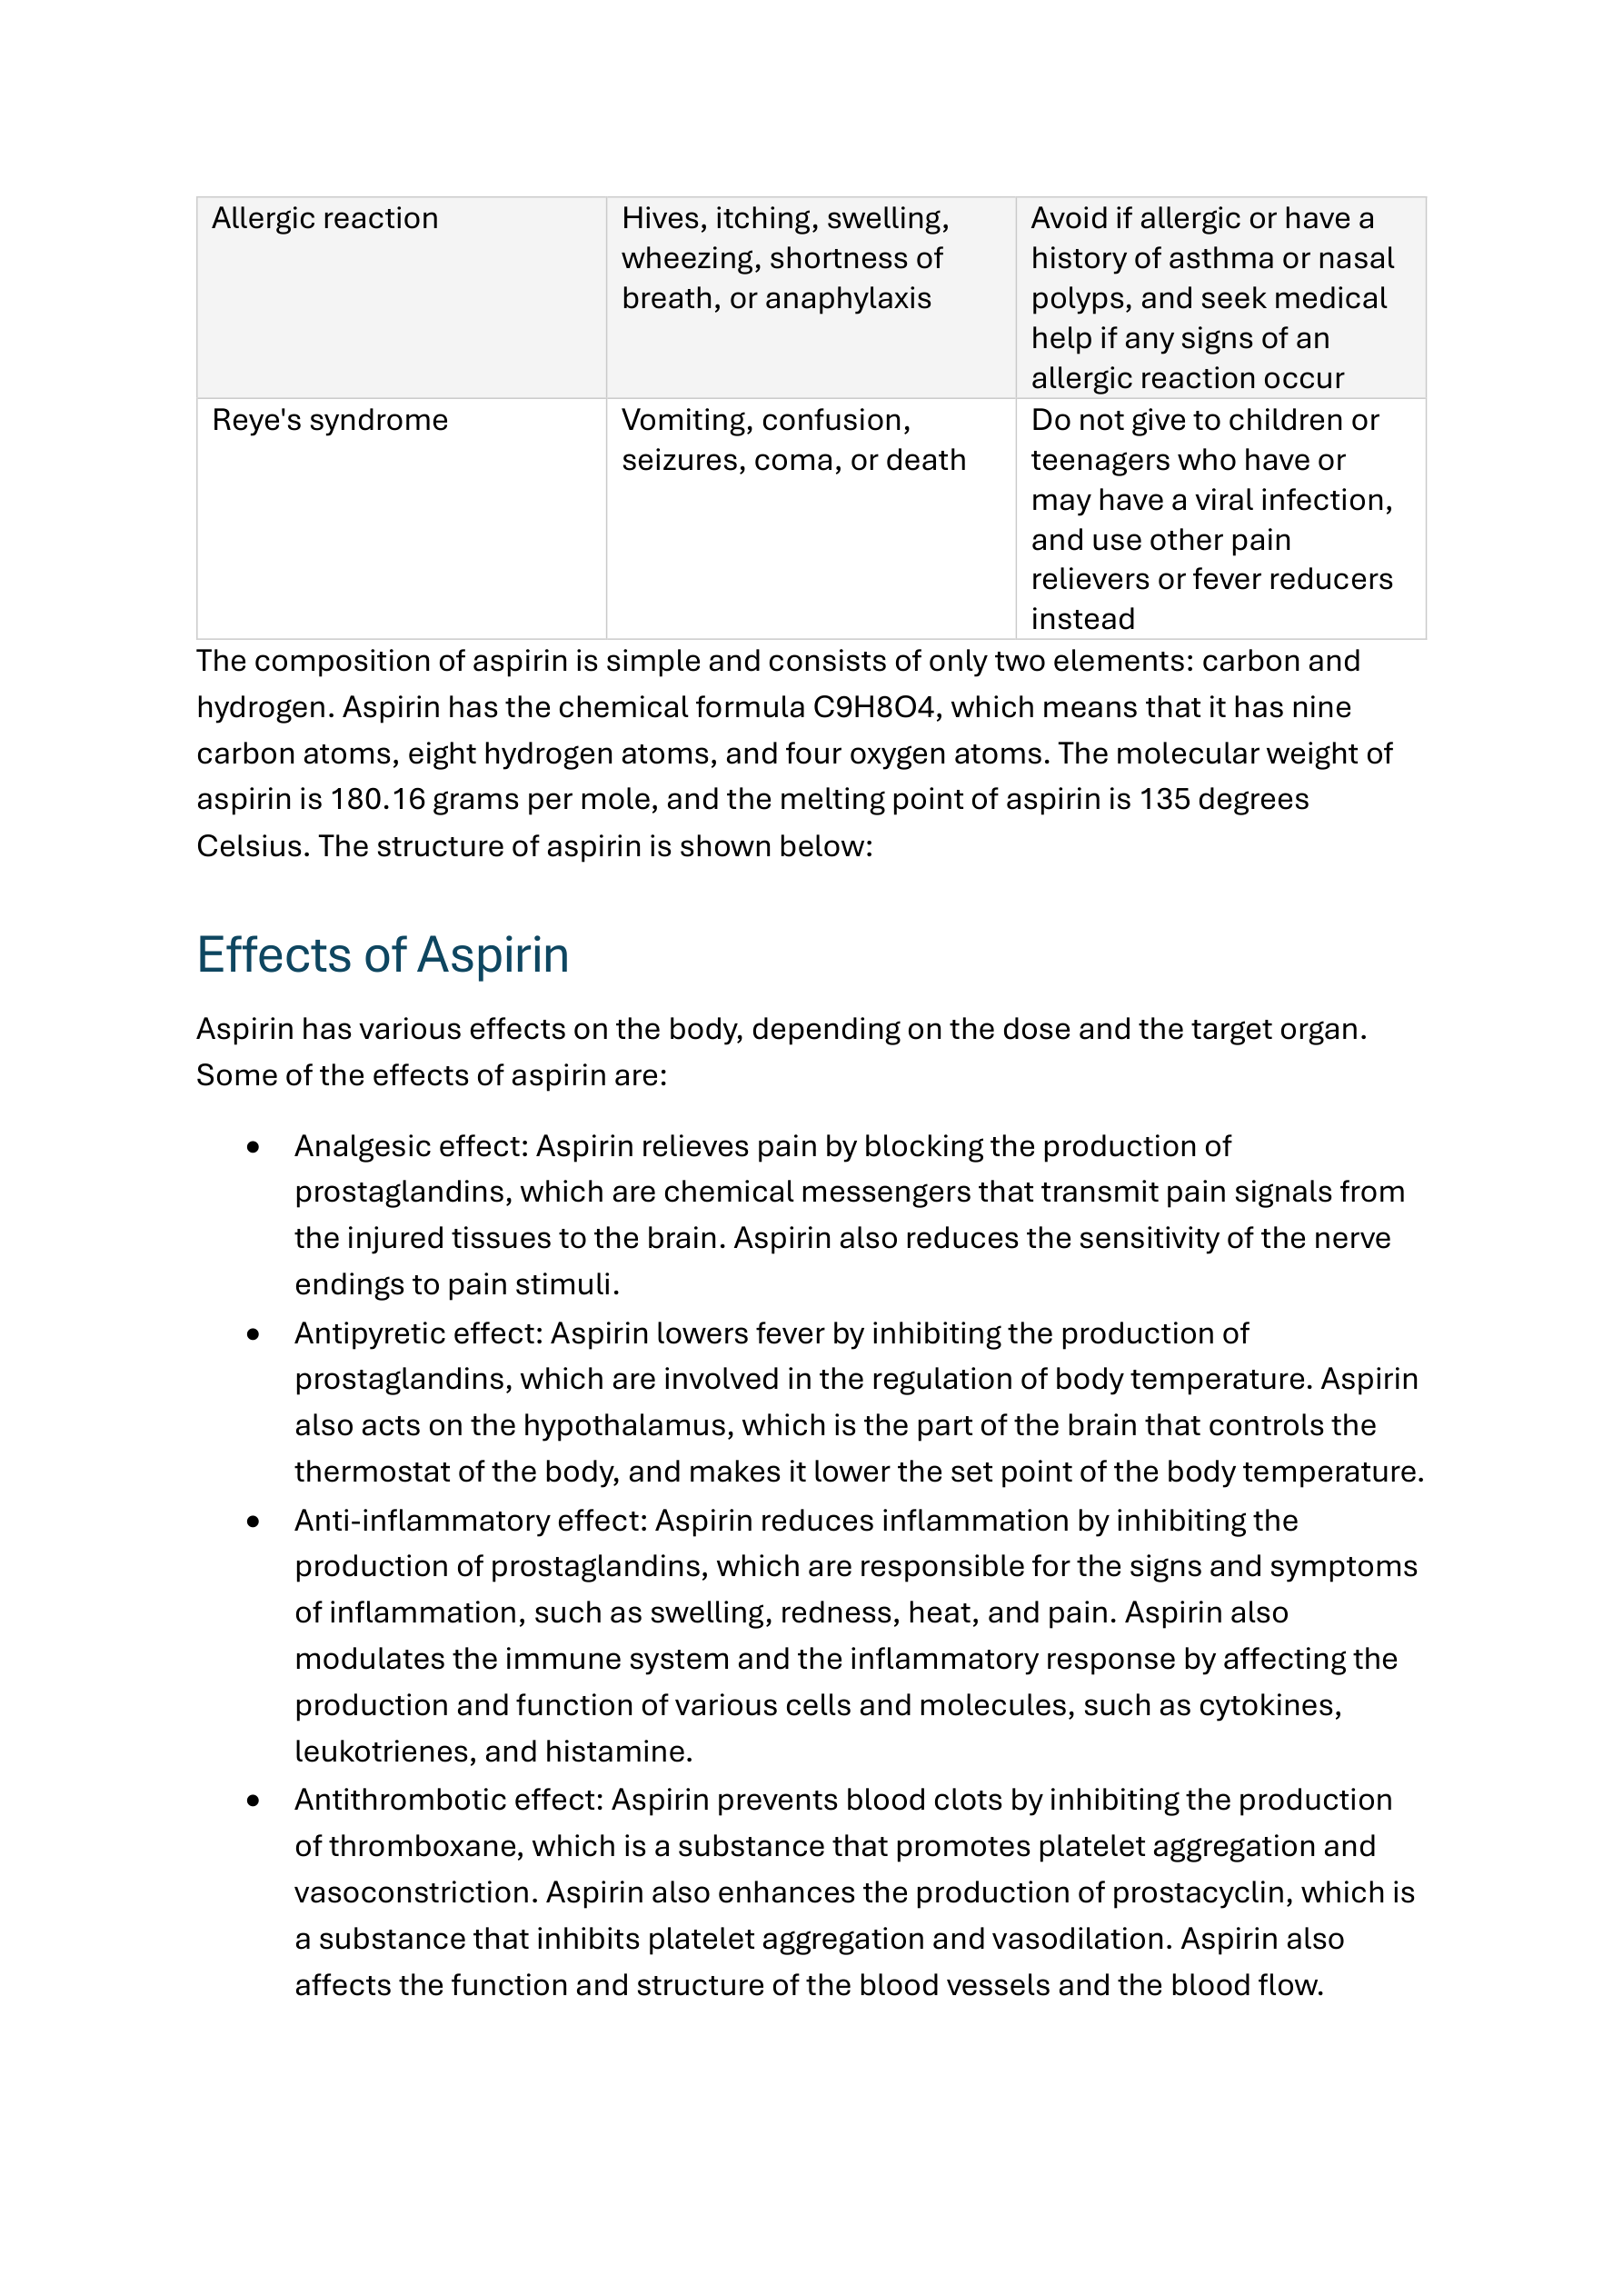 Allergic reaction
Hives, itching, swelling,
wheezing, shortness of
breath, or anaphylaxis
Avoid if allergic or have a
history of asthma or nasal
polyps, and seek medical
help if any signs of an
allergic reaction occur
Reye's syndrome
Vomiting, confusion,
seizures, coma, or death
Do not give to children or
teenagers who have or
may have a viral infection,
and use other pain
relievers or fever reducers
instead
The composition of aspirin is simple and consists of only two elements: carbon and
hydrogen. Aspirin has the chemical formula C9H8O4, which means that it has nine
carbon atoms, eight hydrogen atoms, and four oxygen atoms. The molecular weight of
aspirin is 180.16 grams per mole, and the melting point of aspirin is 135 degrees
Celsius. The structure of aspirin is shown below:
Effects of Aspirin
Aspirin has various effects on the body, depending on the dose and the target organ.
Some of the effects of aspirin are:
• Analgesic effect: Aspirin relieves pain by blocking the production of
prostaglandins, which are chemical messengers that transmit pain signals from
the injured tissues to the brain. Aspirin also reduces the sensitivity of the nerve
endings to pain stimuli.
• Antipyretic effect: Aspirin lowers fever by inhibiting the production of
prostaglandins, which are involved in the regulation of body temperature. Aspirin
also acts on the hypothalamus, which is the part of the brain that controls the
thermostat of the body, and makes it lower the set point of the body temperature.
• Anti-inflammatory effect: Aspirin reduces inflammation by inhibiting the
production of prostaglandins, which are responsible for the signs and symptoms
of inflammation, such as swelling, redness, heat, and pain. Aspirin also
modulates the immune system and the inflammatory response by affecting the
production and function of various cells and molecules, such as cytokines,
leukotrienes, and histamine.
• Antithrombotic effect: Aspirin prevents blood clots by inhibiting the production
of thromboxane, which is a substance that promotes platelet aggregation and
vasoconstriction. Aspirin also enhances the production of prostacyclin, which is
a substance that inhibits platelet aggregation and vasodilation. Aspirin also
affects the function and structure of the blood vessels and the blood flow.